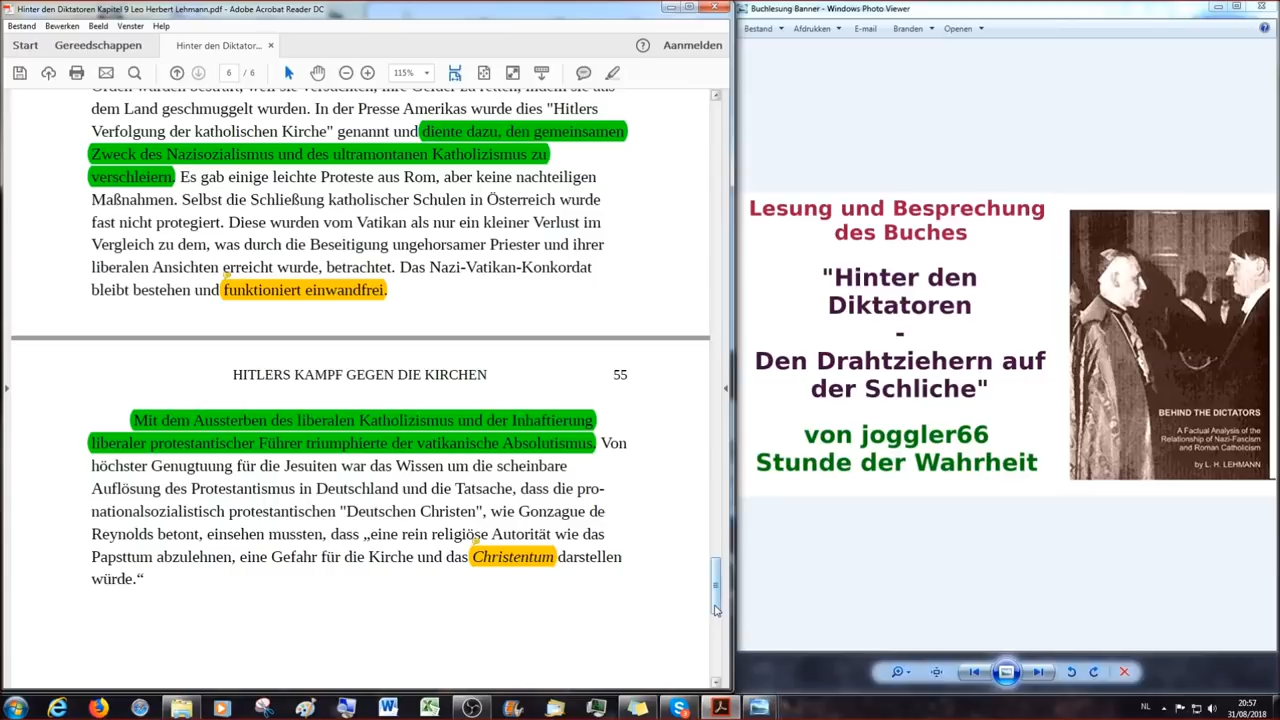 Hinter den Diktatoren Kapitel 9 Leo Herbert Lehmann.pdf - Adobe Acrobat Reader DC
Bestand Bewerken Beeld Venster Help
Start Gereedschappen Hinter den Diktator... × Aanmelden
6 / 6 115%
dem Land geschmuggelt wurden. In der Presse Amerikas wurde dies "Hitlers
Verfolgung der katholischen Kirche" genannt und diente dazu, den gemeinsamen
Zweck des Nazisozialismus und des ultramontanen Katholizismus zu
verschleiern. Es gab einige leichte Proteste aus Rom, aber keine nachteiligen
Maßnahmen. Selbst die Schließung katholischer Schulen in Österreich wurde
fast nicht protegiert. Diese wurden vom Vatikan als nur ein kleiner Verlust im
Vergleich zu dem, was durch die Beseitigung ungehorsamer Priester und ihrer
liberalen Ansichten erreicht wurde, betrachtet. Das Nazi-Vatikan-Konkordat
bleibt bestehen und funktioniert einwandfrei.
HITLERS KAMPF GEGEN DIE KIRCHEN 55
Mit dem Aussterben des liberalen Katholizismus und der Inhaftierung
liberaler protestantischer Führer triumphierte der vatikanische Absolutismus. Von
höchster Genugtuung für die Jesuiten war das Wissen um die scheinbare
Auflösung des Protestantismus in Deutschland und die Tatsache, dass die pro-
nationalsozialistisch protestantischen "Deutschen Christen", wie Gonzague de
Reynolds betont, einsehen mussten, dass „eine rein religiöse Autorität wie das
Papsttum abzulehnen, eine Gefahr für die Kirche und das Christentum darstellen
würde.“
Buchlesung Banner - Windows Photo Viewer
Bestand Afdrukken E-mail Branden Openen
Lesung und Besprechung
des Buches
"Hinter den
Diktatoren
-
Den Drahtziehern auf
der Schliche"
von joggler66
Stunde der Wahrheit
BEHIND THE DICTATORS
A Factual Analysis of the
Relationship of Nazi-Fascism
and Roman Catholicism
by L. H. LEHMANN
NL
20:57
31/08/2018